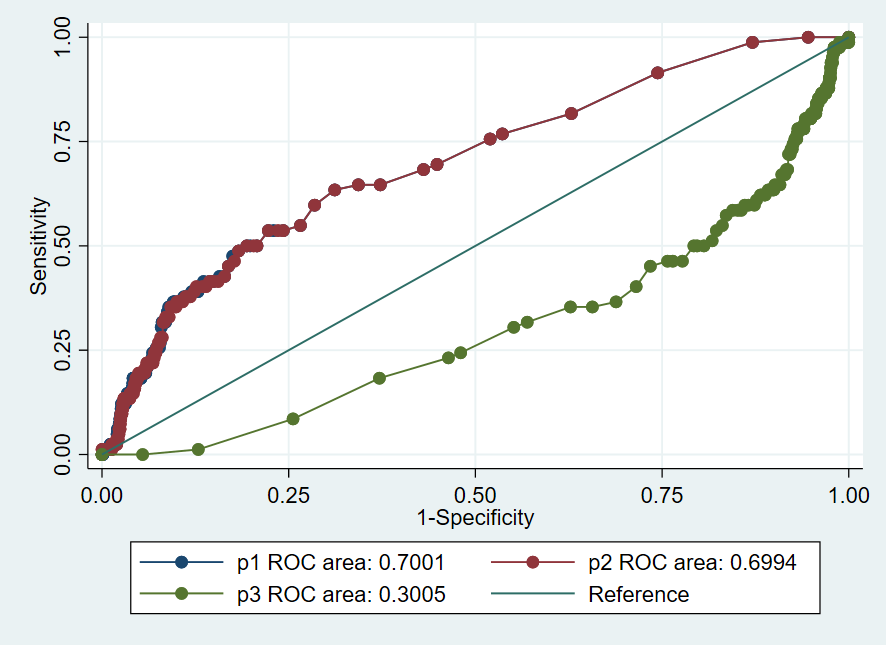 1.00
0.75
0.50
0.25
0.00
Sensitivity
0.00 0.25 0.50 0.75 1.00
1-Specificity
p1 ROC area: 0.7001 p2 ROC area: 0.6994
p3 ROC area: 0.3005 Reference